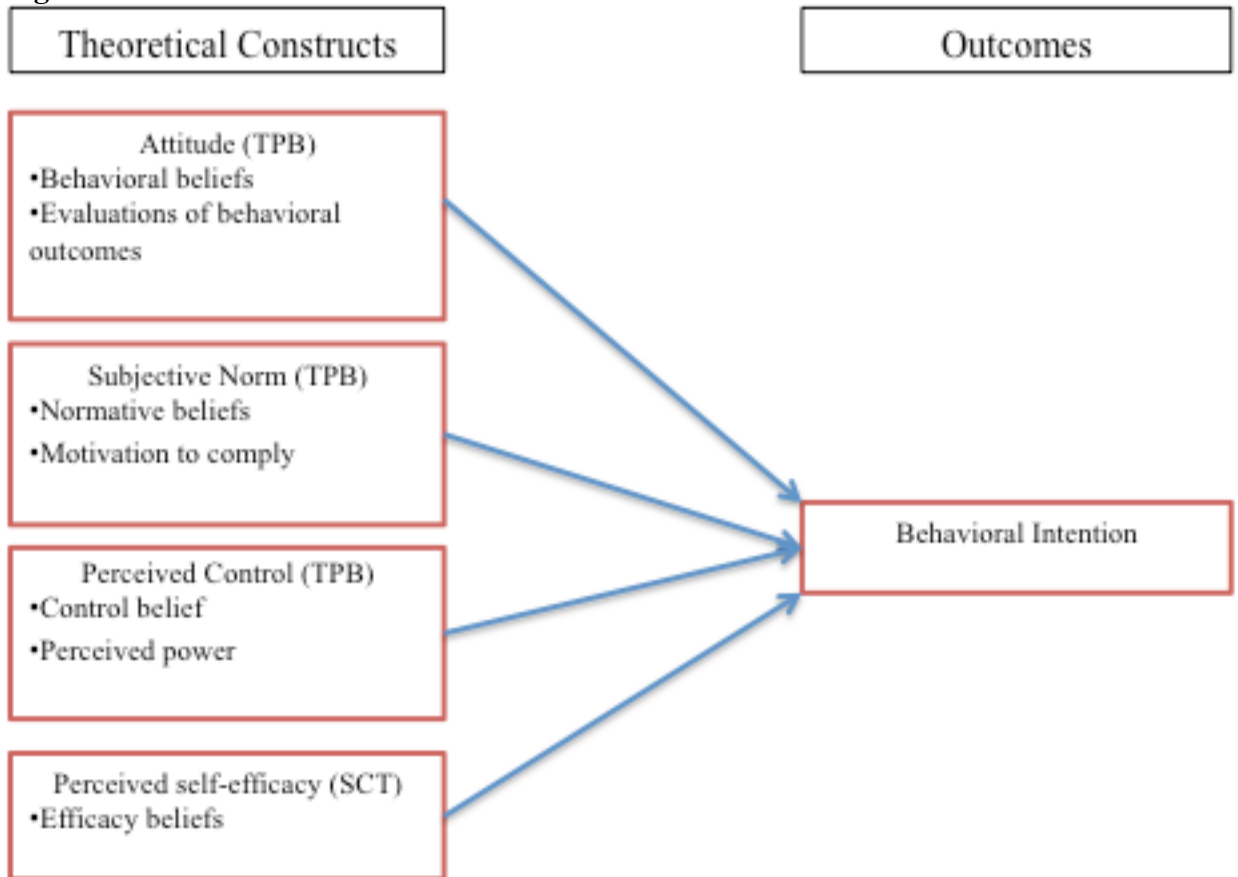 Theoretical Constructs
Outcomes
Attitude (TPB)
•Behavioral beliefs
•Evaluations of behavioral
outcomes
Subjective Norm (TPB)
•Normative beliefs
•Motivation to comply
Perceived Control (TPB)
•Control belief
•Perceived power
Perceived self-efficacy (SCT)
•Efficacy beliefs
Behavioral Intention